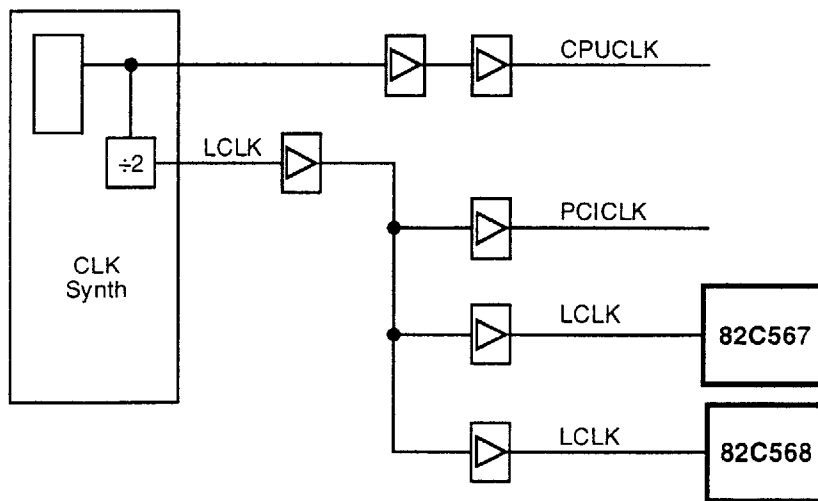 CPUCLK
÷2
LCLK
PCICLK
CLK
Synth
LCLK
82C567
LCLK
82C568